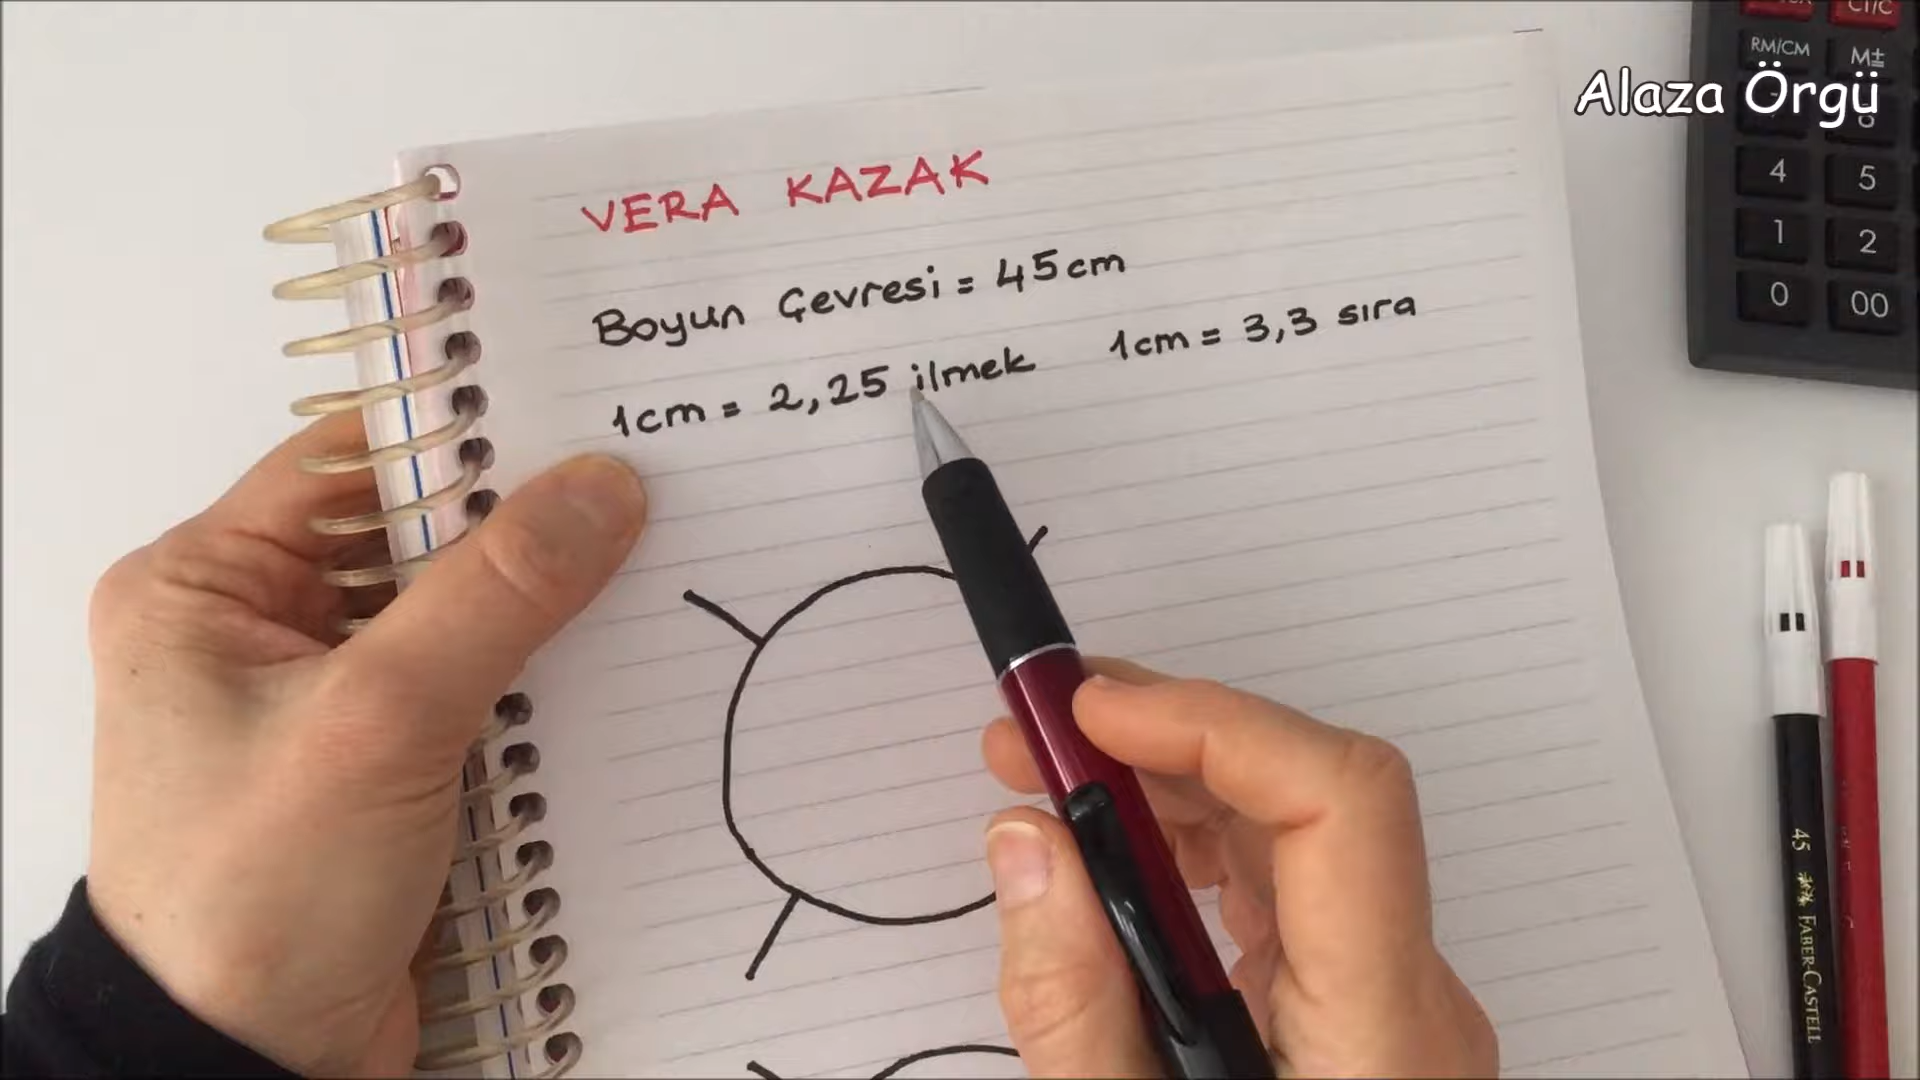 Alaza Örgü
VERA KAZAK
Boyun Çevresi = 45cm
1cm = 2,25 ilmek 1cm = 3,3 sıra
RM/CM M±
4 5
1 2
0 00
45 FABER-CASTELL